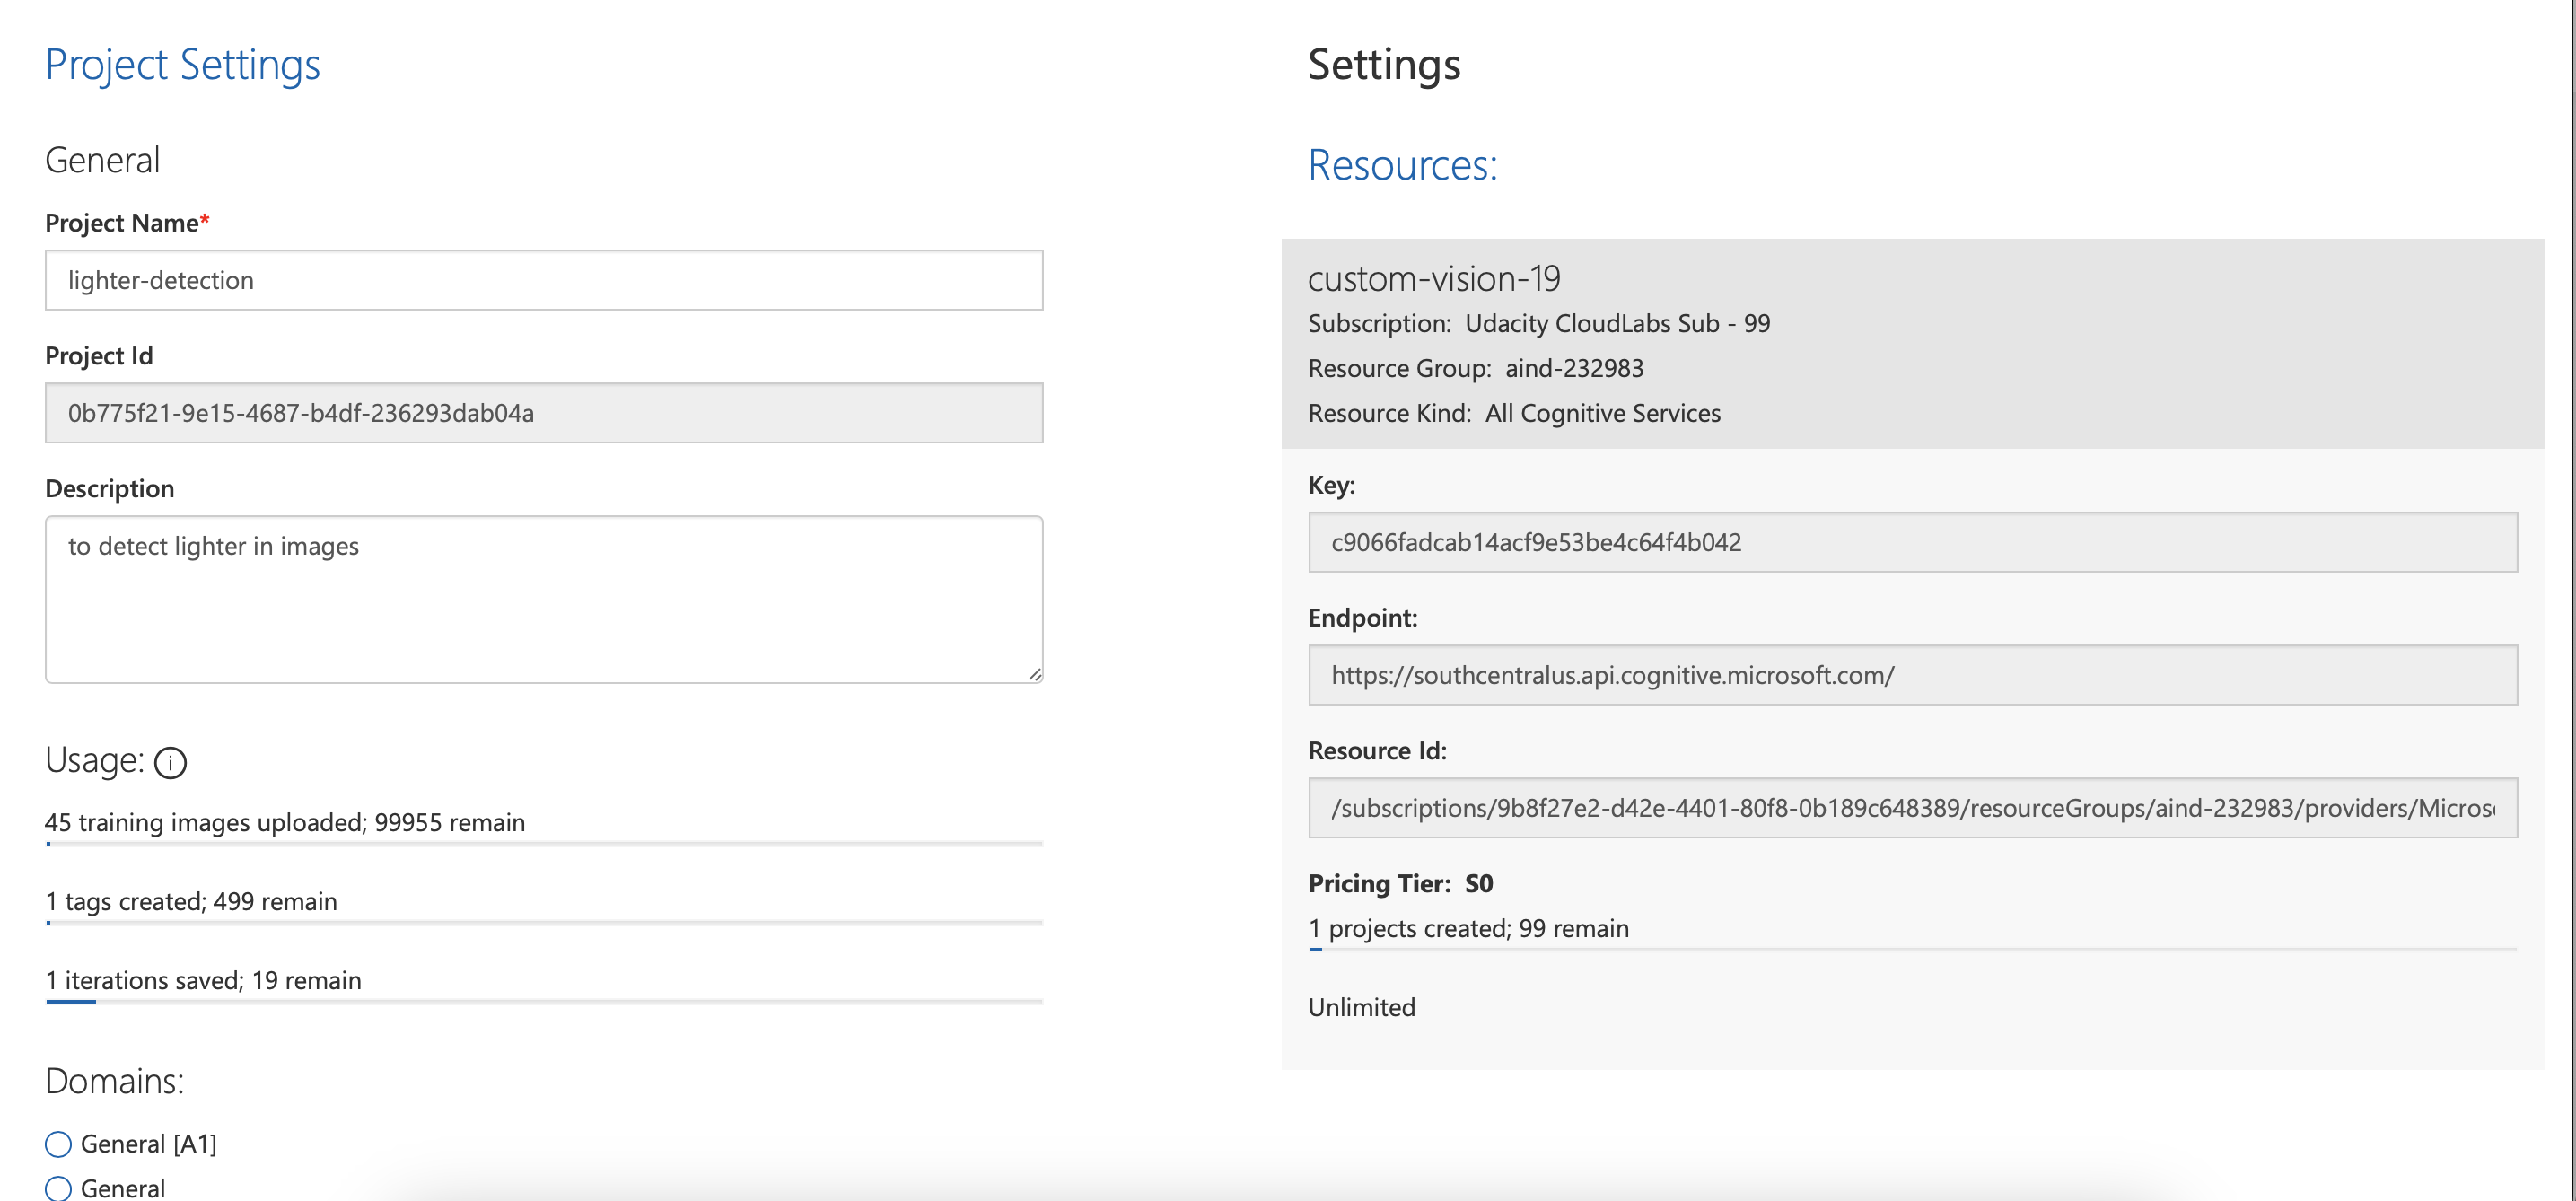 Project Settings
General
Project Name*
lighter-detection
Project Id
0b775f21-9e15-4687-b4df-236293dab04a
Description
to detect lighter in images
Usage:
45 training images uploaded; 99955 remain
1 tags created; 499 remain
1 iterations saved; 19 remain
Domains:
General [A1]
General
Settings
Resources:
custom-vision-19
Subscription: Udacity CloudLabs Sub - 99
Resource Group: aind-232983
Resource Kind: All Cognitive Services
Key:
c9066fadcab14acf9e53be4c64f4b042
Endpoint:
https://southcentralus.api.cognitive.microsoft.com/
Resource Id:
/subscriptions/9b8f27e2-d42e-4401-80f8-0b189c648389/resourceGroups/aind-232983/providers/Micros
Pricing Tier: S0
1 projects created; 99 remain
Unlimited